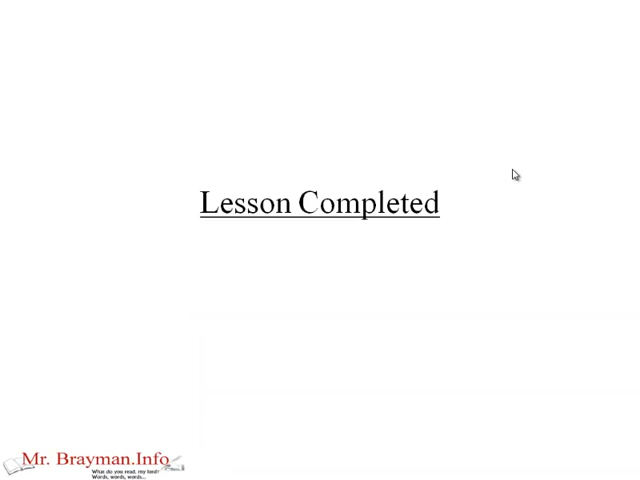 Lesson Completed
Mr. Brayman.Info
What do you read, my lord?
Words, words, words...